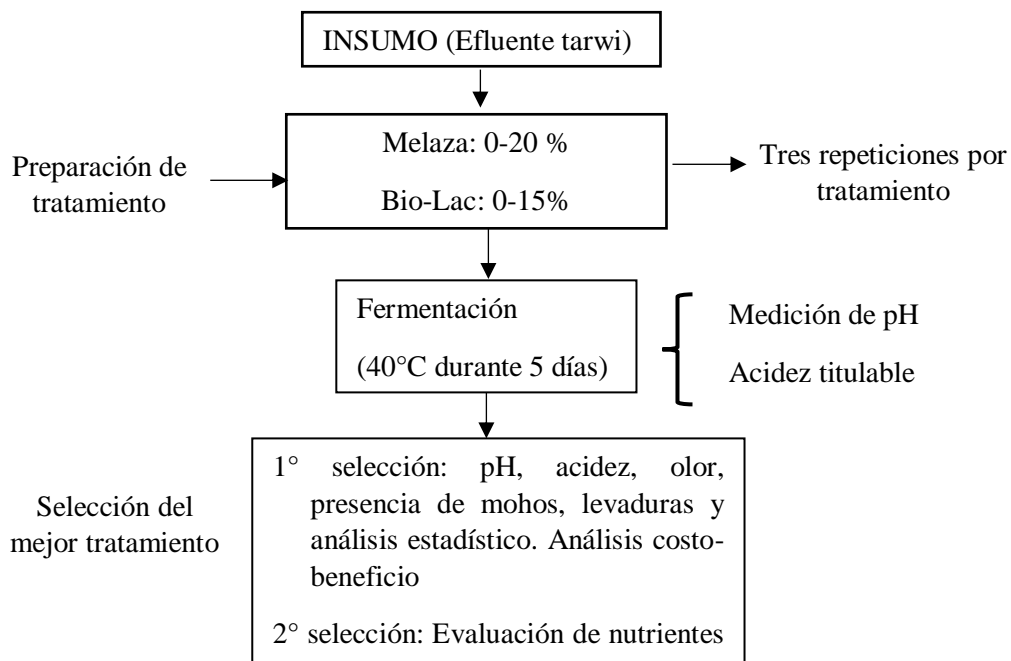 INSUMO (Efluente tarwi)
Preparación de
tratamiento
Melaza: 0-20 %
Bio-Lac: 0-15%
Tres repeticiones por
tratamiento
Fermentación
(40°C durante 5 días)
Medición de pH
Acidez titulable
Selección del
mejor tratamiento
1° selección: pH, acidez, olor,
presencia de mohos, levaduras y
análisis estadístico. Análisis costo-
beneficio
2° selección: Evaluación de nutrientes